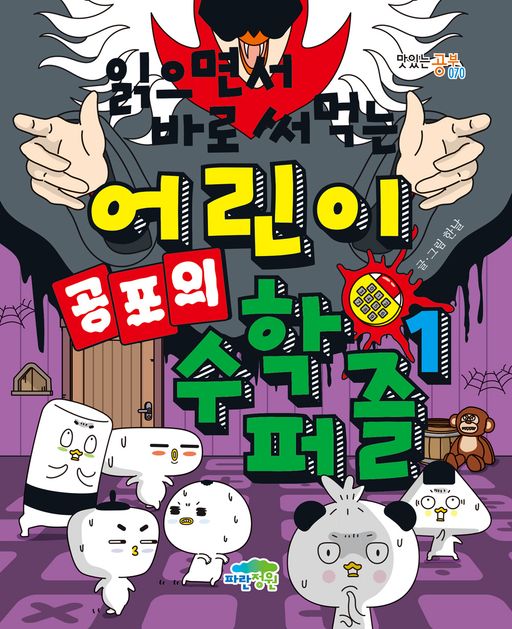 맛있는 공부
070
읽으면서
바로 써먹는
어린이
글·그림 한날
공포의
수학 1
퍼즐
파란정원